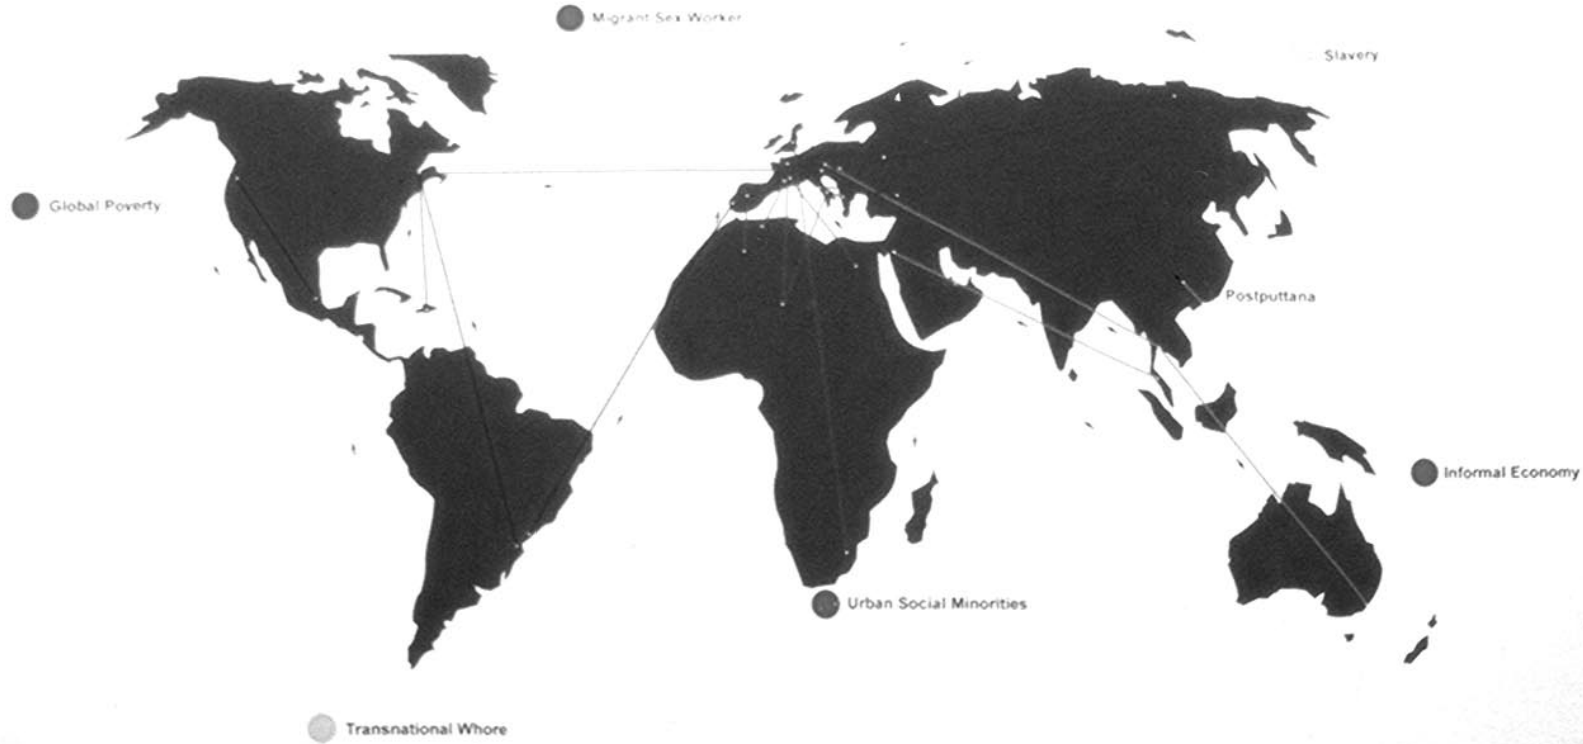 Migrant Sex Worker
Slavery
Global Poverty
Postputtana
Informal Economy
Urban Social Minorities
Transnational Whore